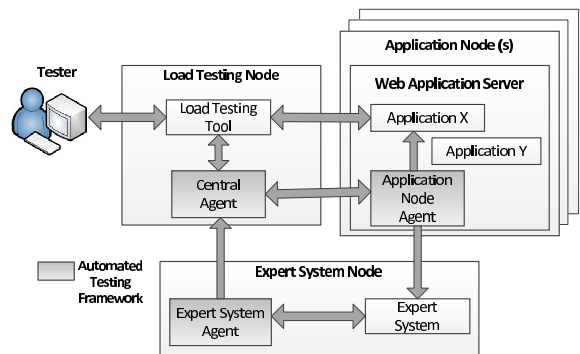 Application Node (s)
Tester
Load Testing Node
Web Application Server
Load Testing
Tool
Application X
Application Y
Central
Agent
Application
Node
Agent
Automated
Testing
Framework
Expert System Node
Expert System
Agent
Expert
System